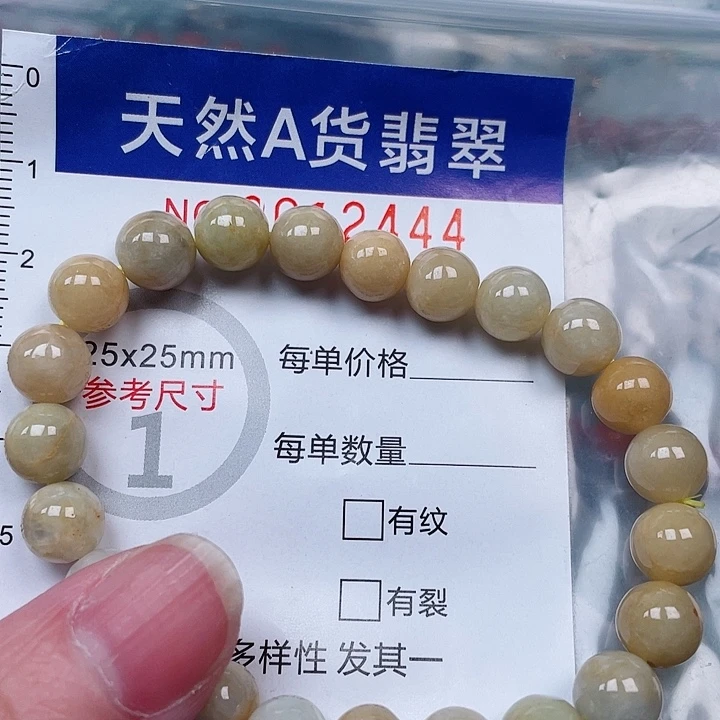 0
天然A货翡翠
1
2444
2
25x25mm
每单价格
参考尺寸
1
每单数量
有纹
5
有裂
多样性 发其一